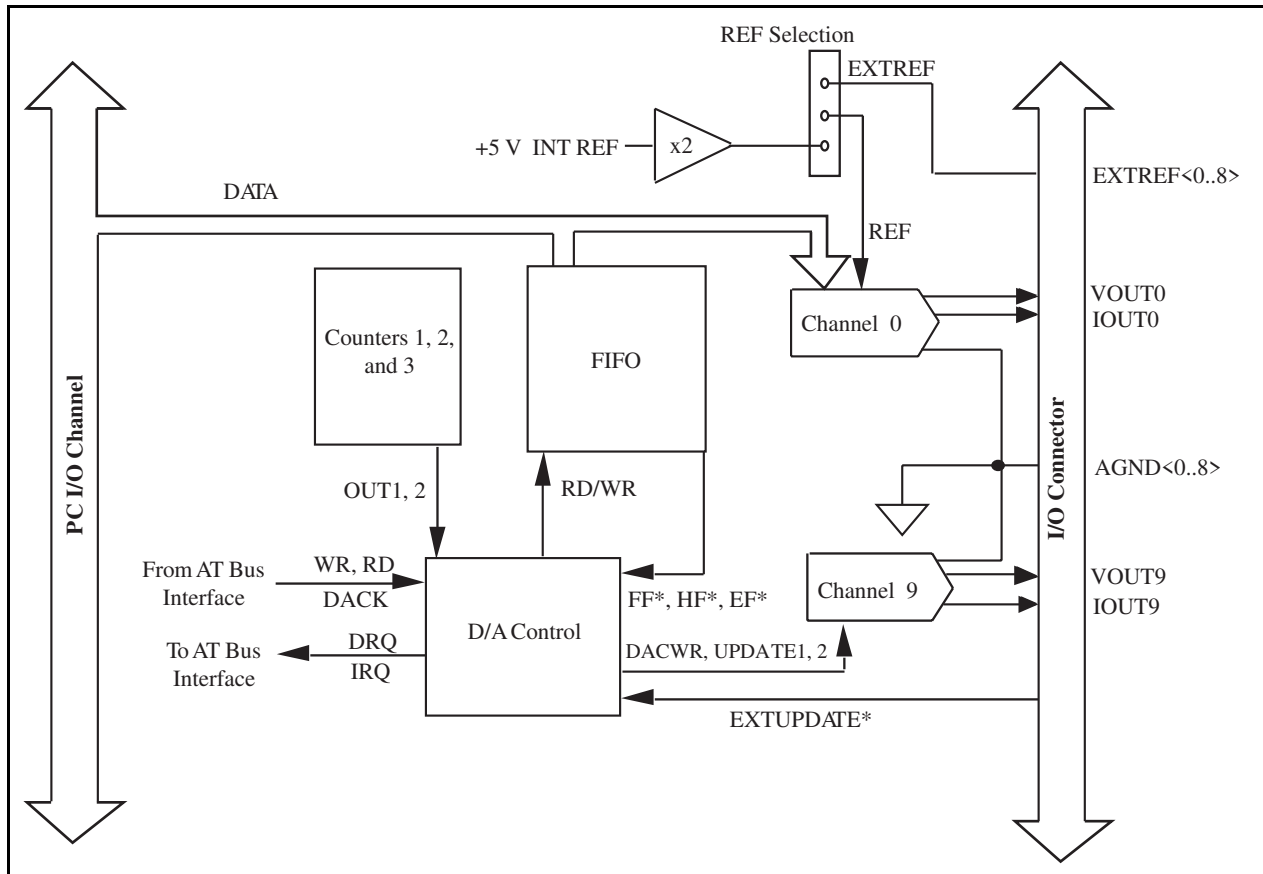 REF Selection
EXTREF
x2
+5 V INT REF
EXTREF<0..8>
DATA
REF
VOUT0
IOUT0
Channel 0
Counters 1, 2,
and 3
FIFO
PC I/O Channel
I/O Connector
AGND<0..8>
OUT1, 2
RD/WR
From AT Bus
Interface
WR, RD
DACK
FF*, HF*, EF*
Channel 9
VOUT9
IOUT9
D/A Control
To AT Bus
Interface
DRQ
IRQ
DACWR, UPDATE1, 2
EXTUPDATE*